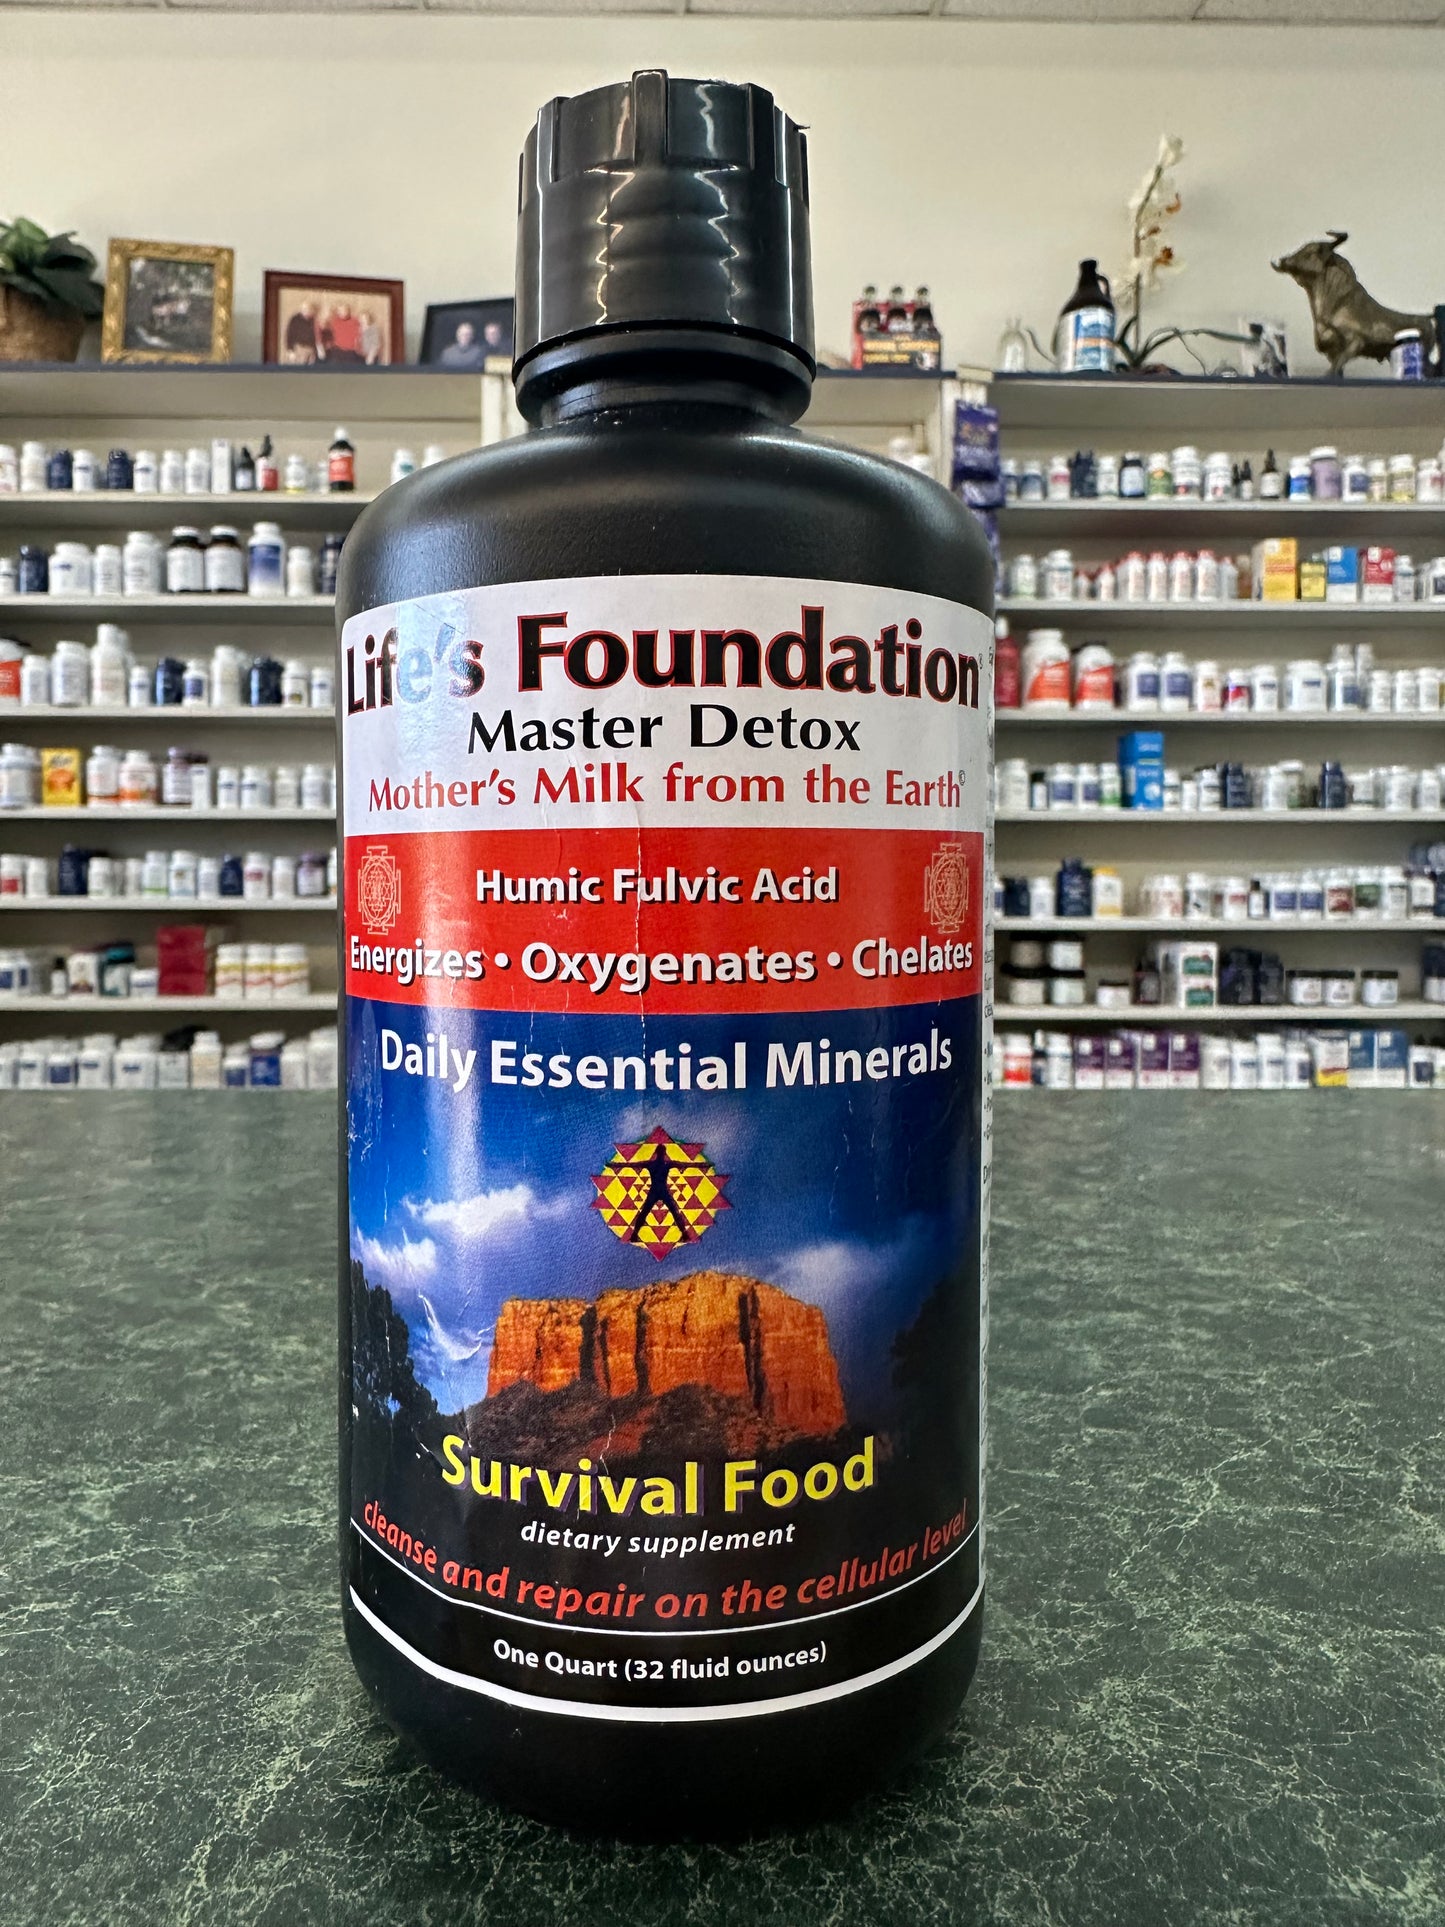 Life's Foundation®
Master Detox
Mother's Milk from the Earth©
Humic Fulvic Acid
Energizes • Oxygenates • Chelates
Daily Essential Minerals
Survival Food
dietary supplement
cleanse and repair on the cellular level
One Quart (32 fluid ounces)